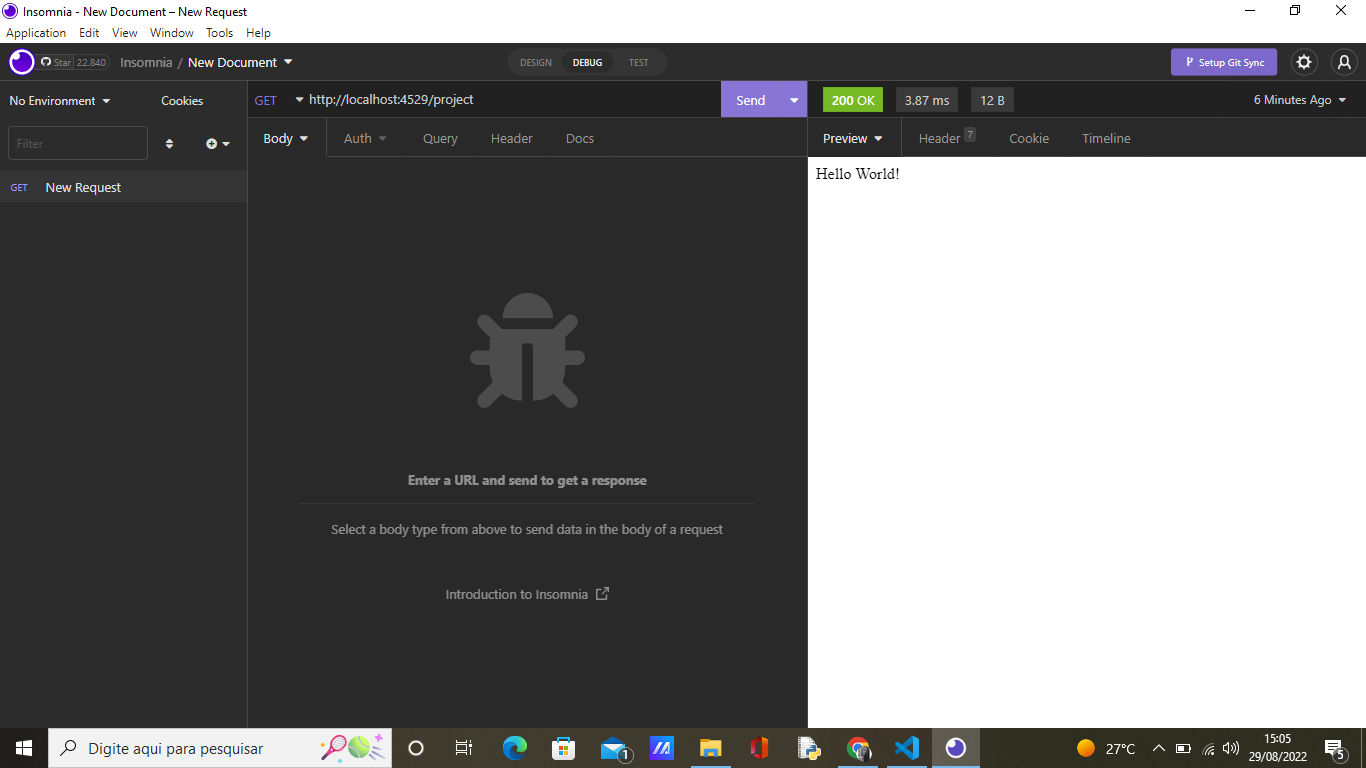 Insomnia - New Document – New Request
Application Edit View Window Tools Help
Star 22.840 Insomnia / New Document DESIGN DEBUG TEST Setup Git Sync
No Environment Cookies GET http://localhost:4529/project Send 200 OK 3.87 ms 12 B 6 Minutes Ago
Filter Body Auth Query Header Docs Preview Header 7 Cookie Timeline
GET New Request
Hello World!
Enter a URL and send to get a response
Select a body type from above to send data in the body of a request
Introduction to Insomnia
Digite aqui para pesquisar 1 27°C 15:05
29/08/2022 5